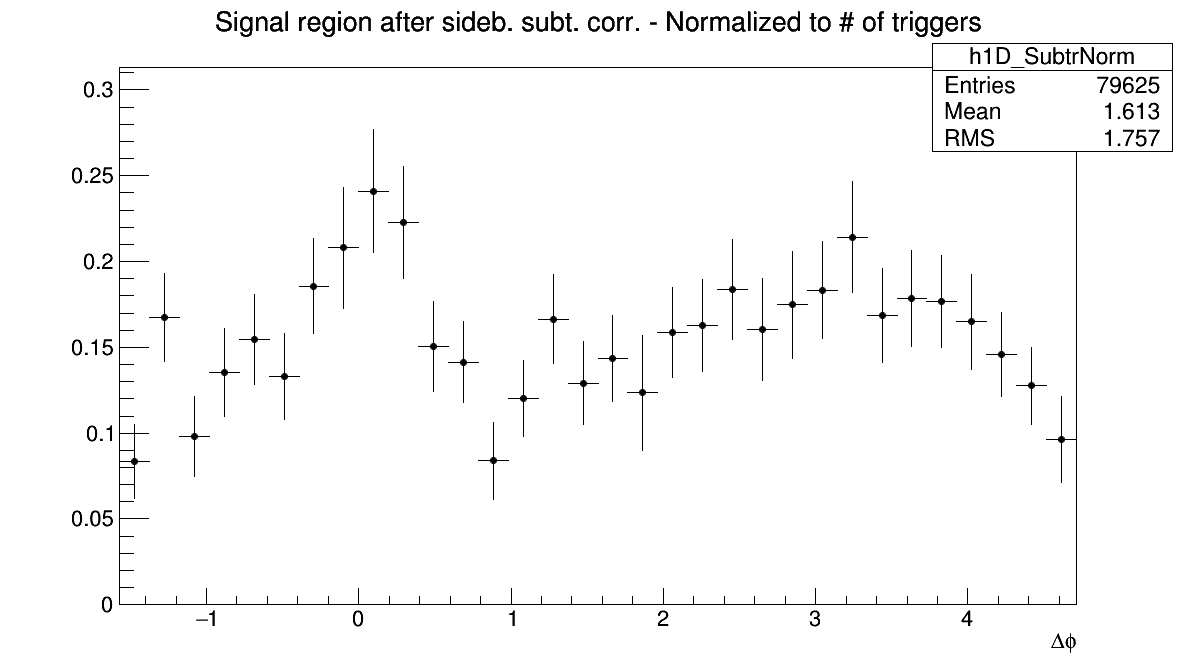 Signal region after sideb. subt. corr. - Normalized to # of triggers
h1D_SubtrNorm
Entries 79625
Mean 1.613
RMS 1.757
0.3
0.25
0.2
0.15
0.1
0.05
0
−1 0 1 2 3 4
Δϕ